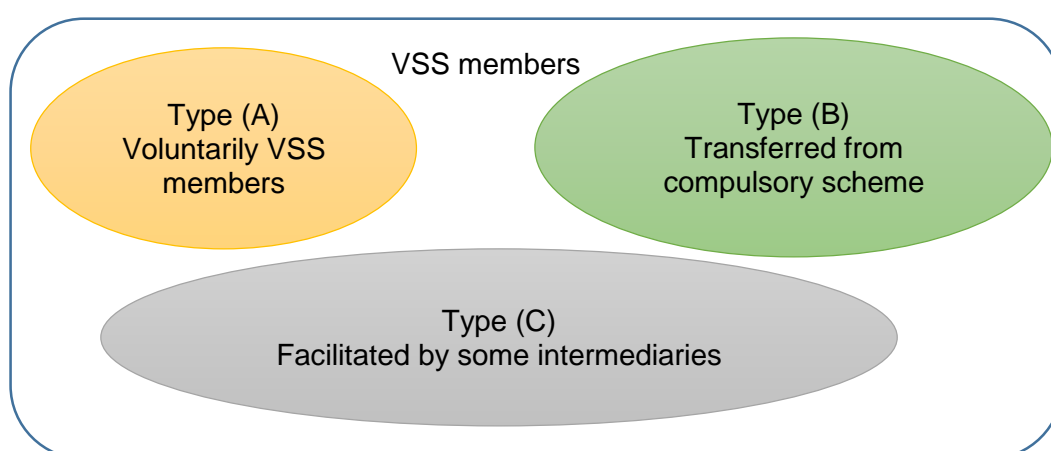 VSS members
Type (A)
Voluntarily VSS
members
Type (B)
Transferred from
compulsory scheme
Type (C)
Facilitated by some intermediaries